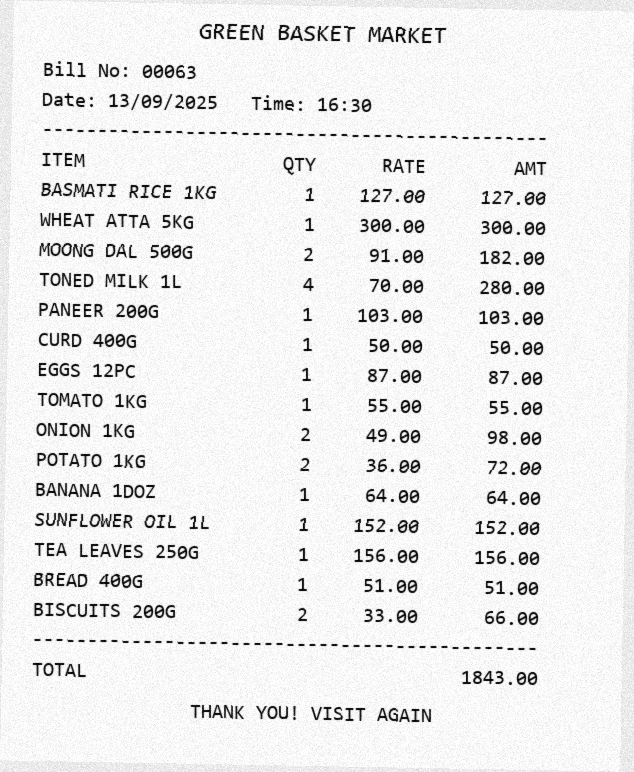 GREEN BASKET MARKET
Bill No: 00063
Date: 13/09/2025 Time: 16:30
----------------------------------------------
ITEM QTY RATE AMT
BASMATI RICE 1KG 1 127.00 127.00
WHEAT ATTA 5KG 1 300.00 300.00
MOONG DAL 500G 2 91.00 182.00
TONED MILK 1L 4 70.00 280.00
PANEER 200G 1 103.00 103.00
CURD 400G 1 50.00 50.00
EGGS 12PC 1 87.00 87.00
TOMATO 1KG 1 55.00 55.00
ONION 1KG 2 49.00 98.00
POTATO 1KG 2 36.00 72.00
BANANA 1DOZ 1 64.00 64.00
SUNFLOWER OIL 1L 1 152.00 152.00
TEA LEAVES 250G 1 156.00 156.00
BREAD 400G 1 51.00 51.00
BISCUITS 200G 2 33.00 66.00
----------------------------------------------
TOTAL 1843.00
THANK YOU! VISIT AGAIN